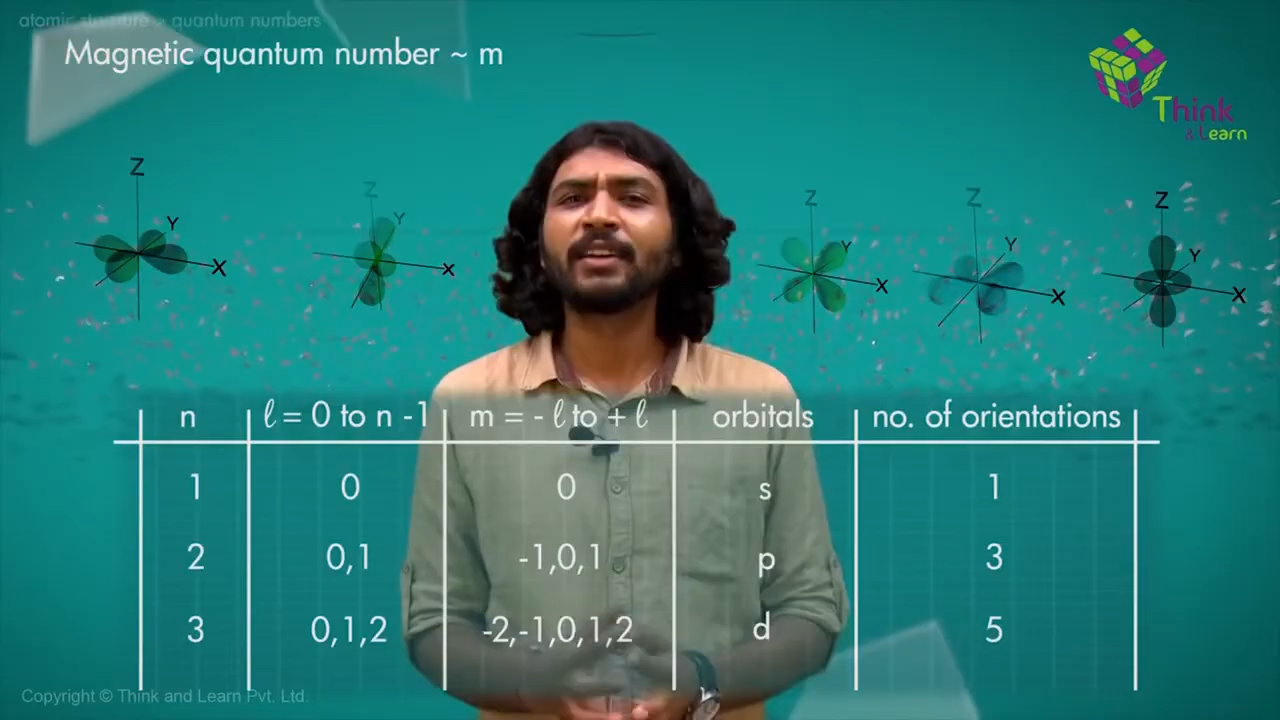 atomic structure > quantum numbers
Magnetic quantum number ~ m
Think
& Learn
Z
Y
X
Z
Y
X
Z
Y
X
Z
Y
X
Z
Y
X
n ℓ = 0 to n -1 m = - ℓ to + ℓ orbitals no. of orientations
1 0 0 s 1
2 0,1 -1,0,1 p 3
3 0,1,2 -2,-1,0,1,2 d 5
Copyright © Think and Learn Pvt. Ltd.